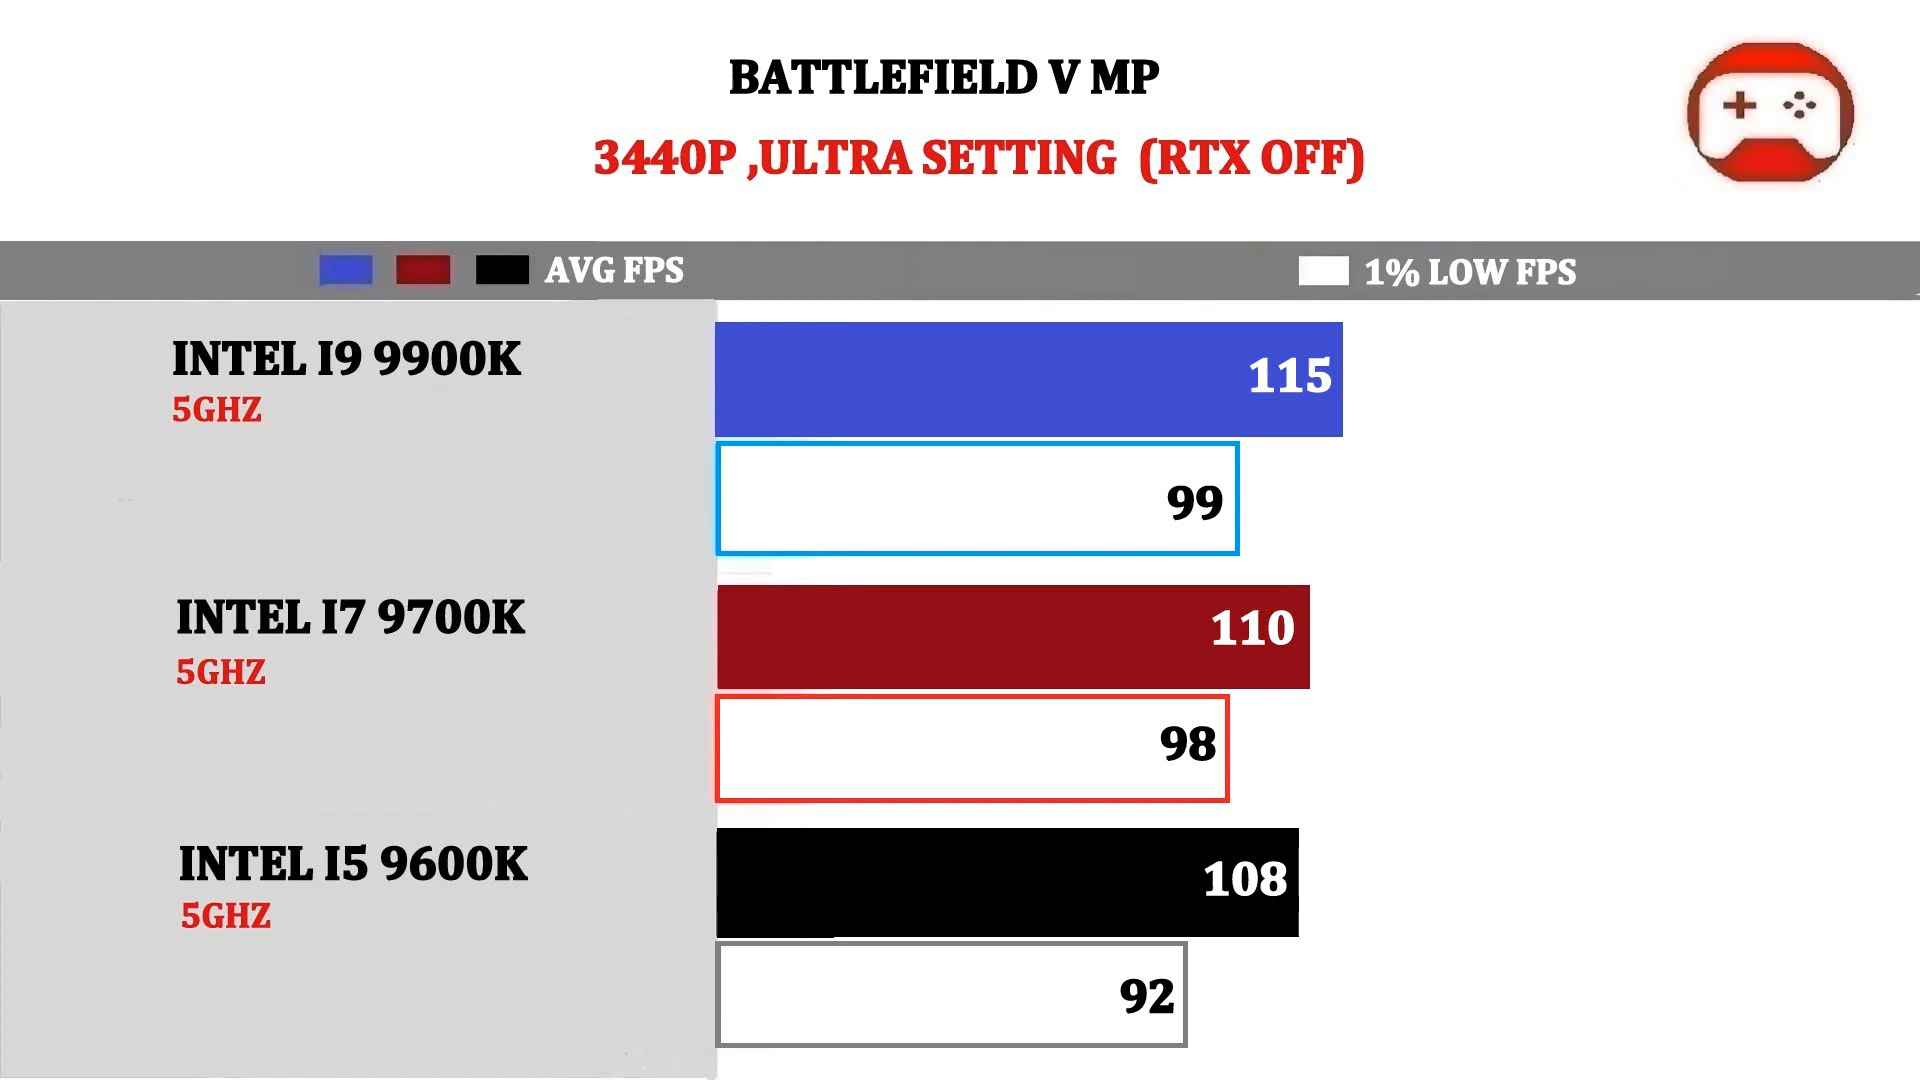 BATTLEFIELD V MP
3440P ,ULTRA SETTING (RTX OFF)
AVG FPS
1% LOW FPS
INTEL I9 9900K
5GHZ
115
99
INTEL I7 9700K
5GHZ
110
98
INTEL I5 9600K
5GHZ
108
92